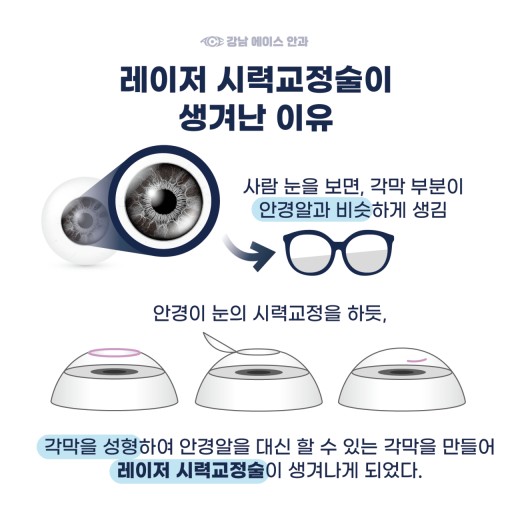 강남 에이스 안과
레이저 시력교정술이
생겨난 이유
사람 눈을 보면, 각막 부분이
안경알과 비슷하게 생김
안경이 눈의 시력교정을 하듯,
각막을 성형하여 안경알을 대신 할 수 있는 각막을 만들어
레이저 시력교정술이 생겨나게 되었다.